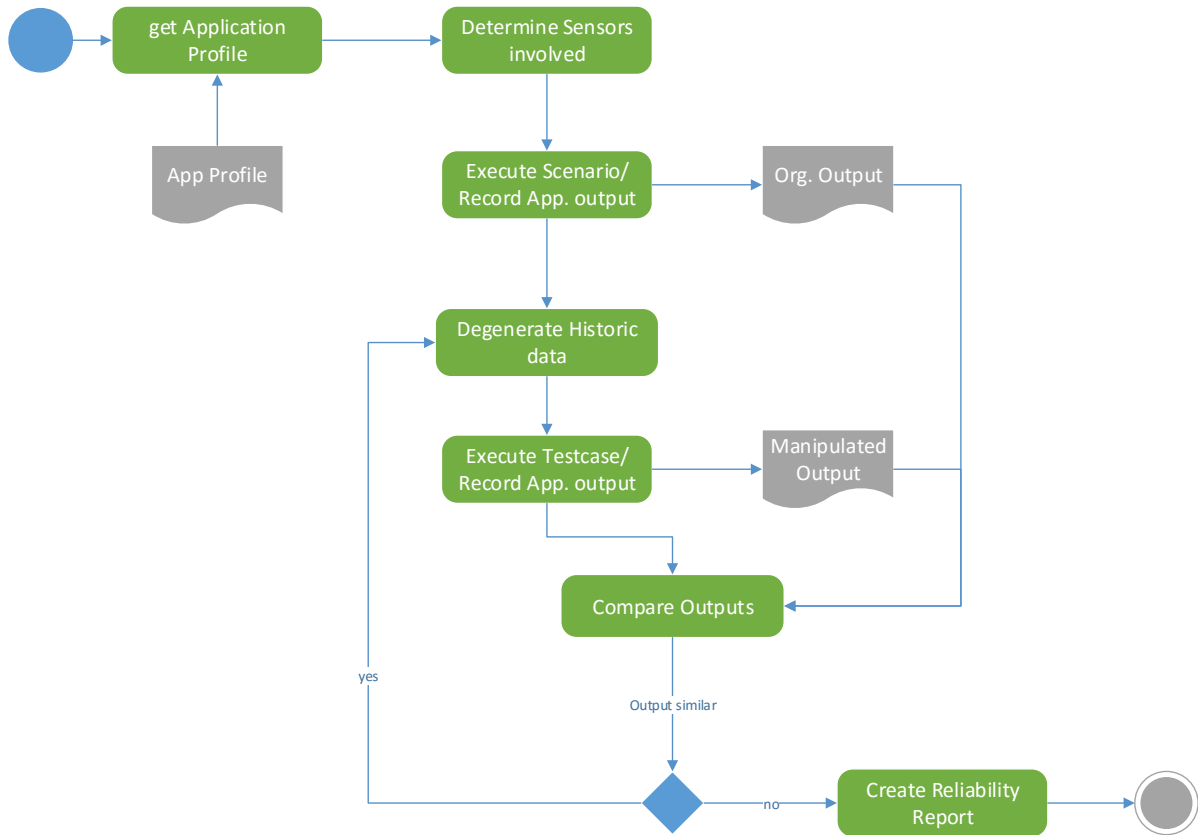 get Application
Profile
Determine Sensors
involved
App Profile
Execute Scenario/
Record App. output
Org. Output
Degenerate Historic
data
Execute Testcase/
Record App. output
Manipulated
Output
Compare Outputs
yes
Output similar
no
Create Reliability
Report